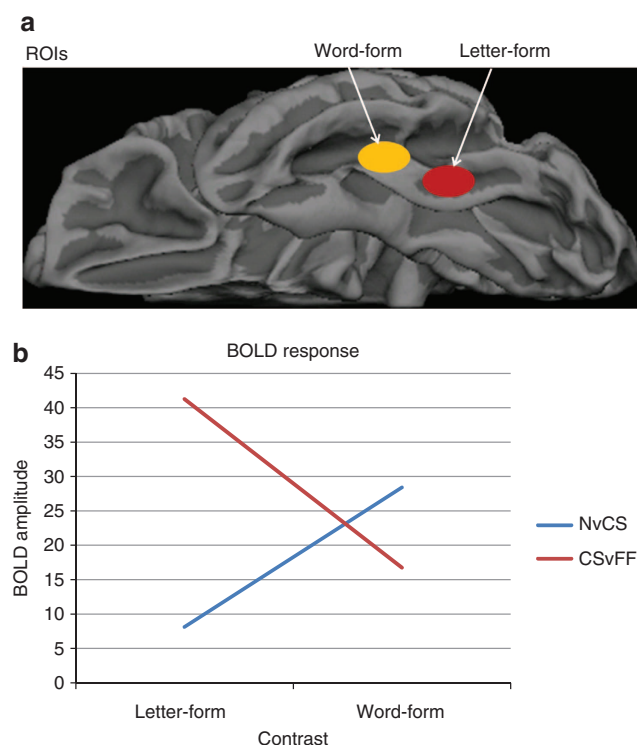 a
ROIs
Word-form
Letter-form
b
BOLD response
BOLD amplitude
45
40
35
30
25
20
15
10
5
0
Letter-form
Word-form
Contrast
NvCS
CSvFF